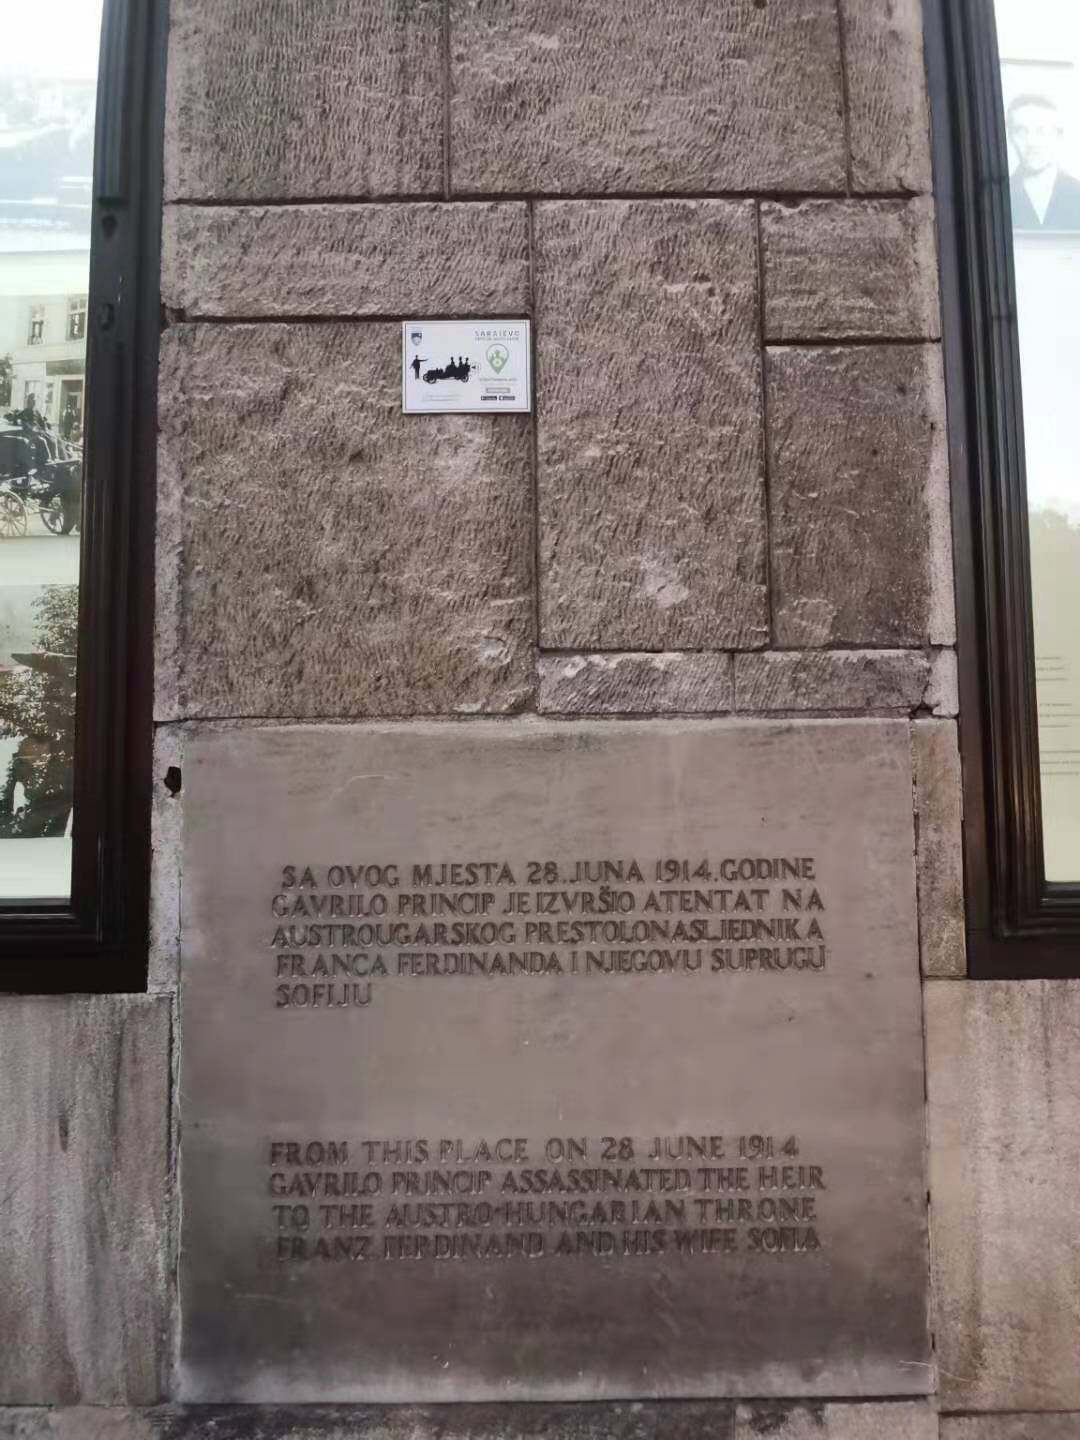 SARAJEVO
SA OVOG MJESTA 28. JUNA 1914. GODINE
GAVRILO PRINCIP JE IZVRŠIO ATENTAT NA
AUSTROUGARSKOG PRESTOLONASLJEDNIKA
FRANCA FERDINANDA I NJEGOVU SUPRUGU
SOFIJU
FROM THIS PLACE ON 28 JUNE 1914
GAVRILO PRINCIP ASSASSINATED THE HEIR
TO THE AUSTRO-HUNGARIAN THRONE
FRANZ FERDINAND AND HIS WIFE SOFIA